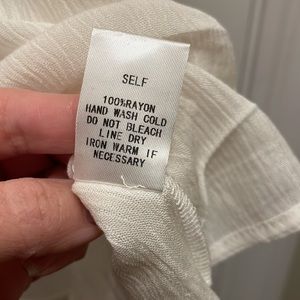 SELF
100%RAYON
HAND WASH COLD
DO NOT BLEACH
LINE DRY
IRON WARM IF
NECESSARY